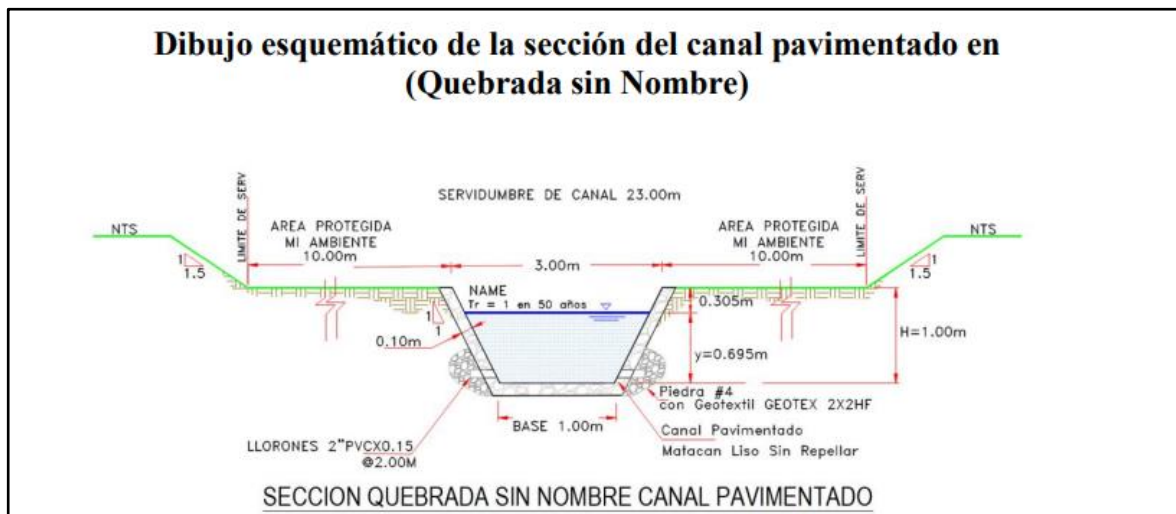 Dibujo esquemático de la sección del canal pavimentado en
(Quebrada sin Nombre)
SERVIDUMBRE DE CANAL 23.00m
LIMITE DE SERV
LIMITE DE SERV
NTS
AREA PROTEGIDA
MI AMBIENTE
10.00m
3.00m
AREA PROTEGIDA
MI AMBIENTE
10.00m
NTS
1
1.5
1
1.5
NAME
Tr = 1 en 50 años
0.305m
H=1.00m
1
1
0.10m
y=0.695m
Piedra #4
con Geotextil GEOTEX 2X2HF
BASE 1.00m
Canal Pavimentado
Matacan Liso Sin Repellar
LLORONES 2"PVCX0.15
@2.00M
SECCION QUEBRADA SIN NOMBRE CANAL PAVIMENTADO